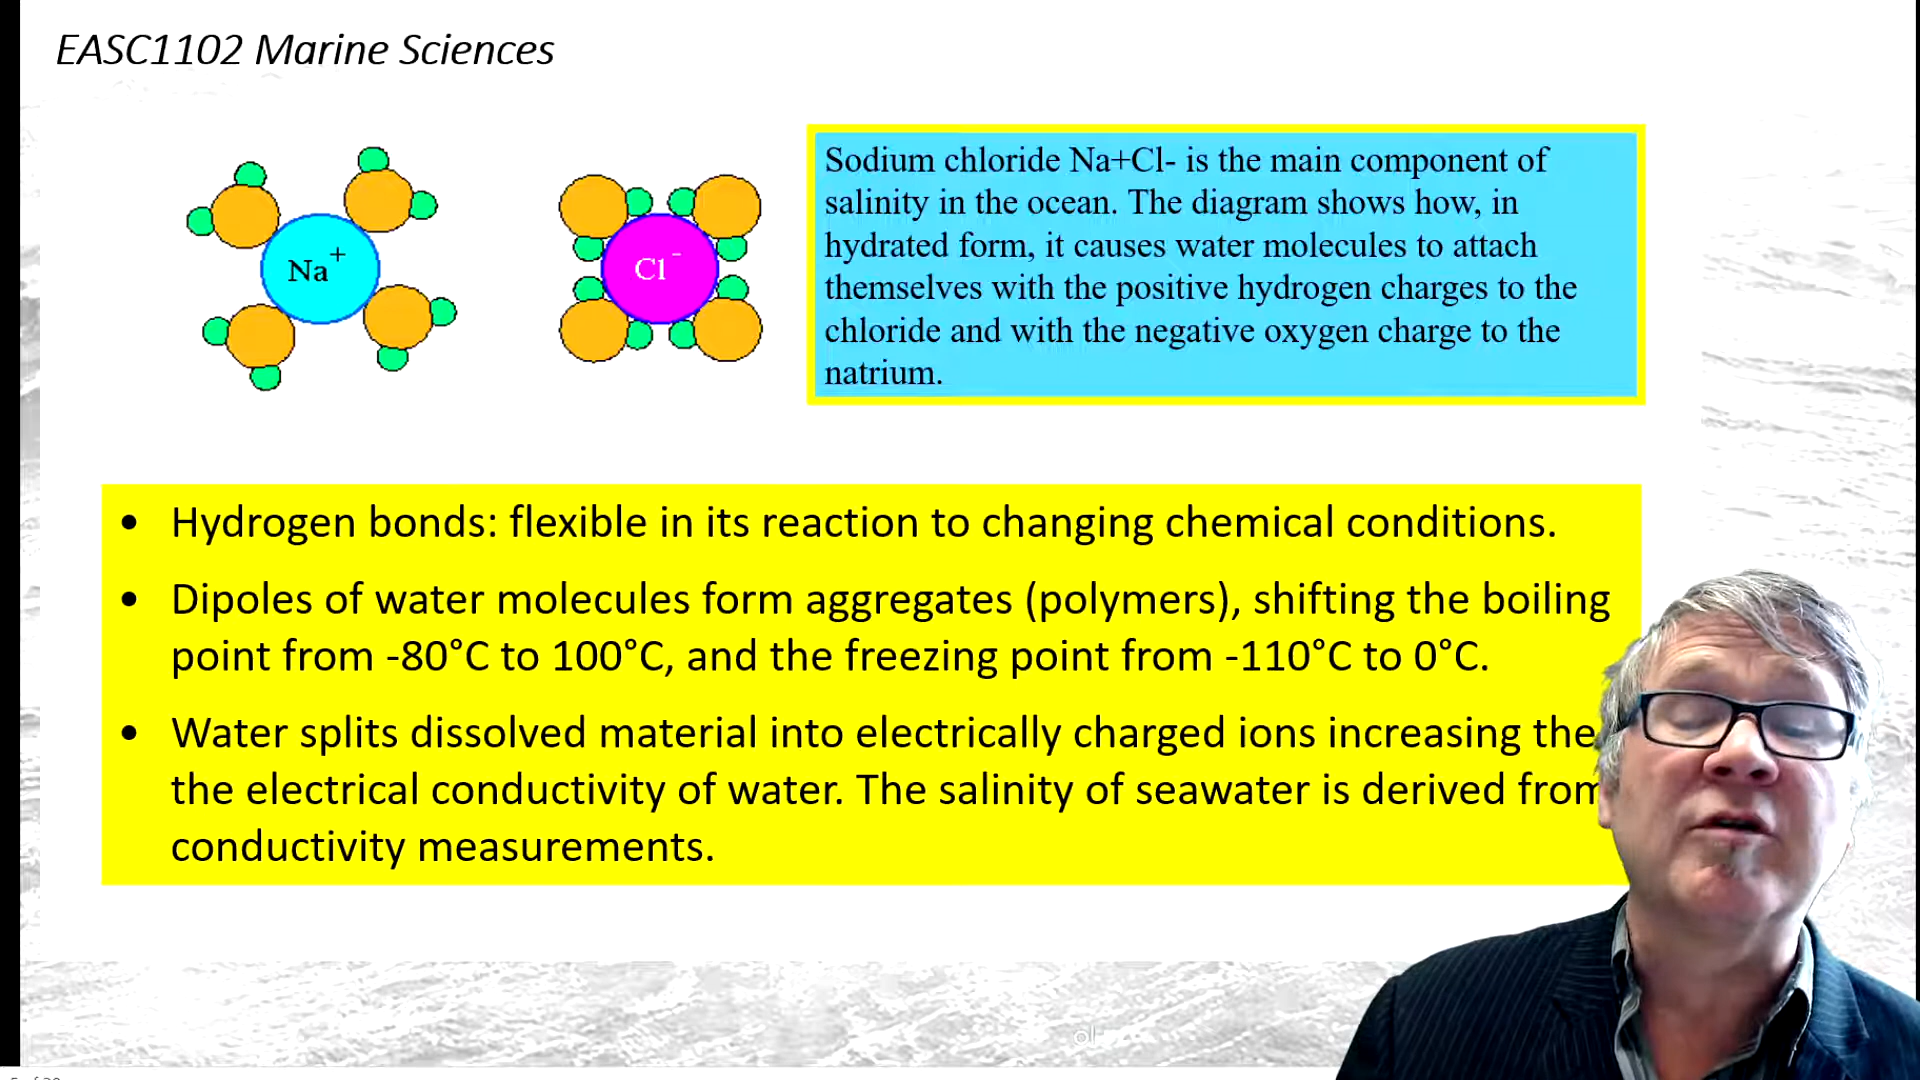 EASC1102 Marine Sciences
Na+
Cl-
Sodium chloride Na+Cl- is the main component of
salinity in the ocean. The diagram shows how, in
hydrated form, it causes water molecules to attach
themselves with the positive hydrogen charges to the
chloride and with the negative oxygen charge to the
natrium.
• Hydrogen bonds: flexible in its reaction to changing chemical conditions.
• Dipoles of water molecules form aggregates (polymers), shifting the boiling
point from -80°C to 100°C, and the freezing point from -110°C to 0°C.
• Water splits dissolved material into electrically charged ions increasing the
the electrical conductivity of water. The salinity of seawater is derived from
conductivity measurements.